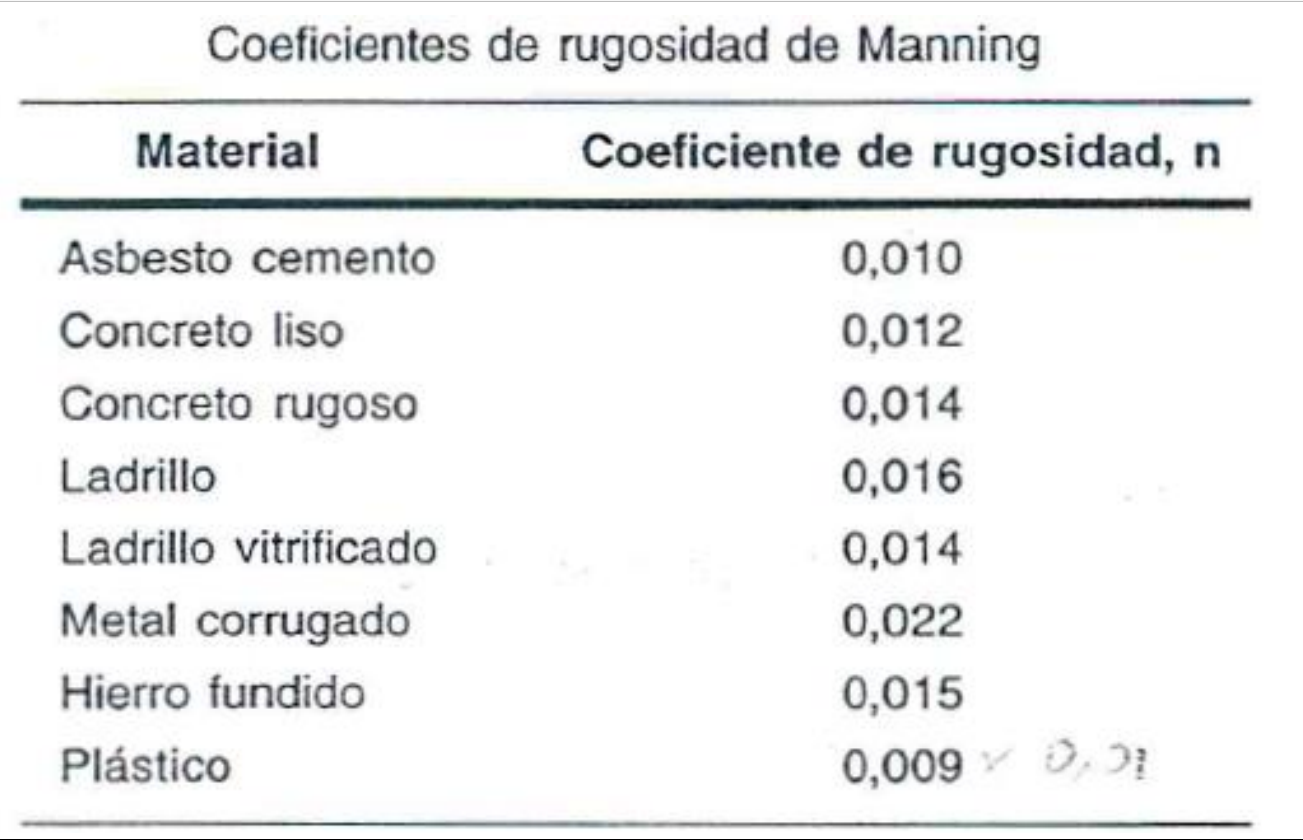 Coeficientes de rugosidad de Manning
Material Coeficiente de rugosidad, n
Asbesto cemento 0,010
Concreto liso 0,012
Concreto rugoso 0,014
Ladrillo 0,016
Ladrillo vitrificado 0,014
Metal corrugado 0,022
Hierro fundido 0,015
Plástico 0,009